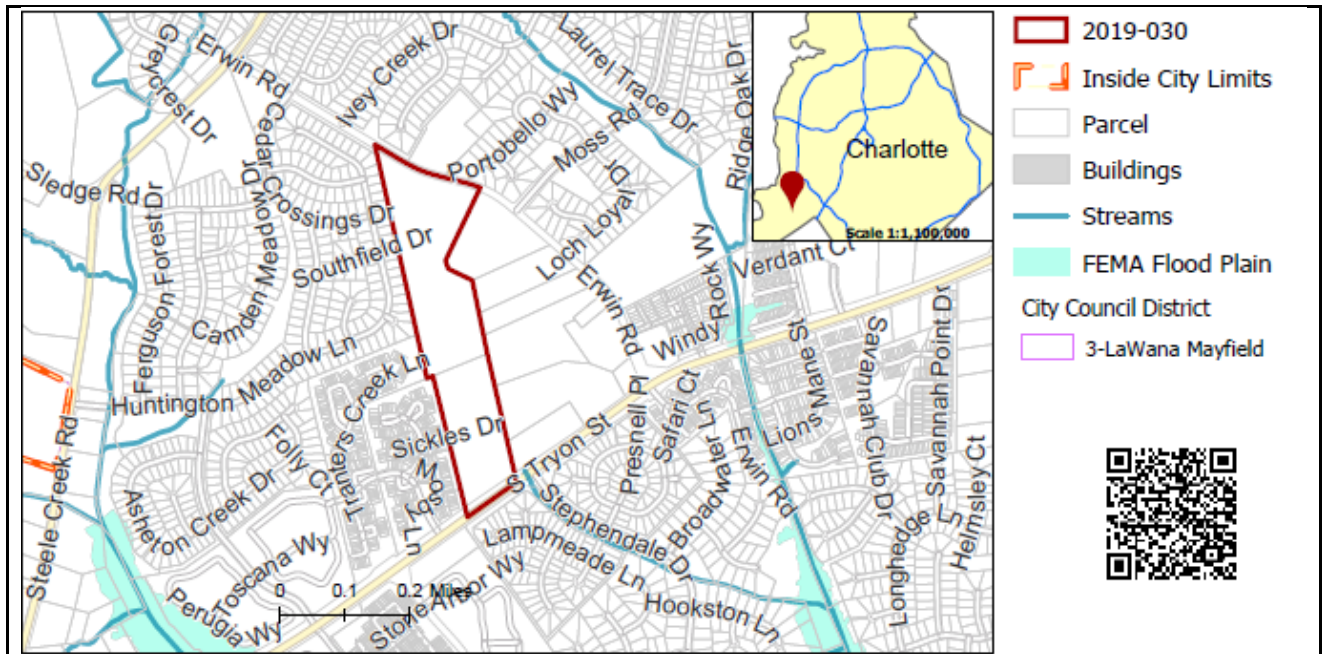 Greycrest Dr
Erwin Rd
Ivey Creek Dr
Laurel Trace Dr
Ridge Oak Dr
Portobello Wy
Moss Rd
Sledge Rd
Cedar Crossings Dr
Ferguson Forest Dr
Camden Meadow Dr
Southfield Dr
Loch Loyal Dr
Erwin Rd
Windy Rock Wy
Verdant Ct
Huntington Meadow Ln
Tranters Creek Ln
Folly Ct
Sickles Dr
Mosby Ln
S Tryon St
Presnell Pl
Safari Ct
Broadwater Ln
Erwin Rd
Lions Mane St
Savannah Club Dr
Savannah Point Dr
Helmsley Ct
Longhedge Ln
Steele Creek Rd
Asheton Creek Dr
Toscana Wy
Perugia Wy
Stone Arbor Wy
Lampmeade Ln
Stephendale Dr
Hookston Ln
0 0.1 0.2 Miles
Charlotte
Scale 1:1,100,000
2019-030
Inside City Limits
Parcel
Buildings
Streams
FEMA Flood Plain
City Council District
3-LaWana Mayfield